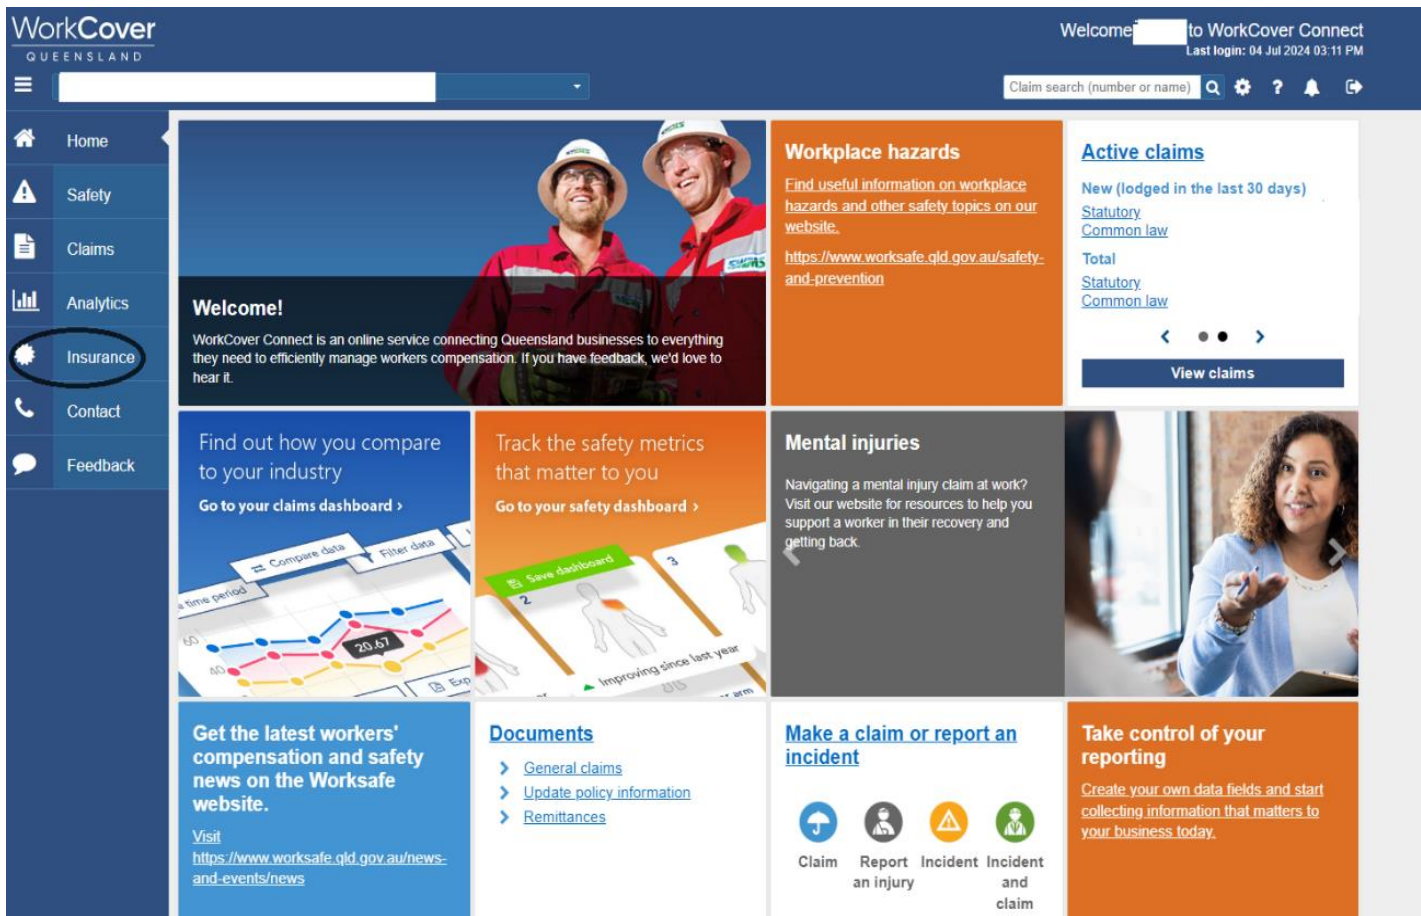 WorkCover
QUEENSLAND
Welcome to WorkCover Connect
Last login: 04 Jul 2024 03:11 PM
Claim search (number or name)
?
Home
Safety
Claims
Analytics
Insurance
Contact
Feedback
Welcome!
WorkCover Connect is an online service connecting Queensland businesses to everything
they need to efficiently manage workers compensation. If you have feedback, we'd love to
hear it.
Workplace hazards
Find useful information on workplace
hazards and other safety topics on our
website.
https://www.worksafe.qld.gov.au/safety-
and-prevention
Active claims
New (lodged in the last 30 days)
Statutory
Common law
Total
Statutory
Common law
View claims
Find out how you compare
to your industry
Go to your claims dashboard ›
Compare data
Filter data
time period
60
40
20.67
Track the safety metrics
that matter to you
Go to your safety dashboard ›
Save dashboard
2
3
Improving since last year
arm
Mental injuries
Navigating a mental injury claim at work?
Visit our website for resources to help you
support a worker in their recovery and
getting back.
Get the latest workers'
compensation and safety
news on the Worksafe
website.
Visit
https://www.worksafe.qld.gov.au/news-
and-events/news
Documents
General claims
Update policy information
Remittances
Make a claim or report an
incident
Claim
Report
an injury
Incident
Incident
and
claim
Take control of your
reporting
Create your own data fields and start
collecting information that matters to
your business today.